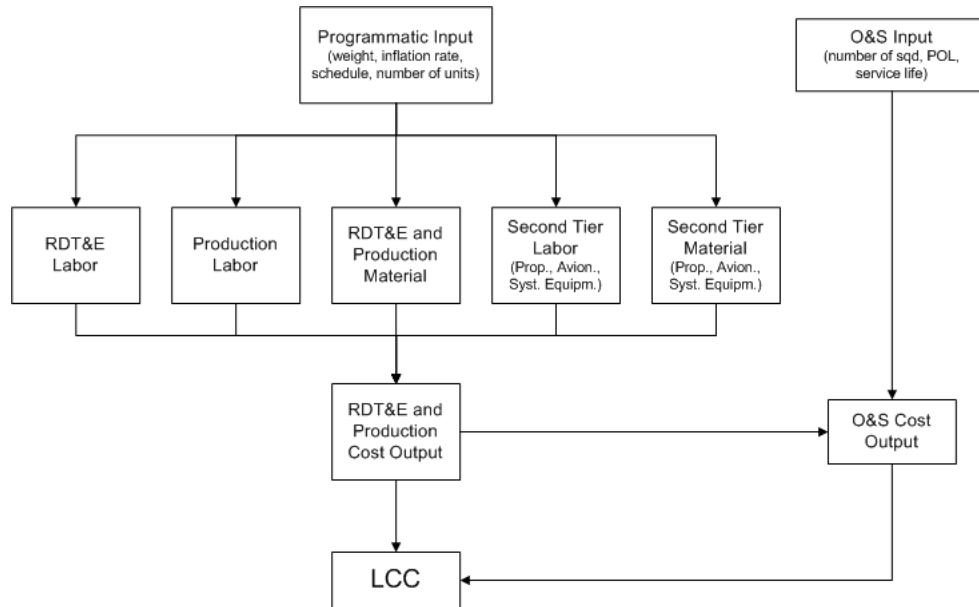 Programmatic Input
(weight, inflation rate,
schedule, number of units)
O&S Input
(number of sqd, POL,
service life)
RDT&E
Labor
Production
Labor
RDT&E and
Production
Material
Second Tier
Labor
(Prop., Avion.,
Syst. Equipm.)
Second Tier
Material
(Prop., Avion.,
Syst. Equipm.)
RDT&E and
Production
Cost Output
O&S Cost
Output
LCC